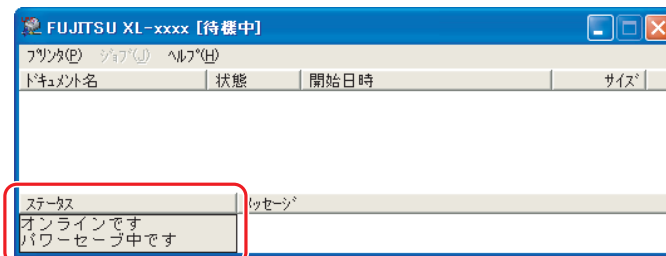 FUJITSU XL-xxxx [待機中]
プリンタ(P) ジョブ(J) ヘルプ(H)
ドキュメント名 状態 開始日時 サイズ
ステータス メッセージ
オンラインです
パワーセーブ中です